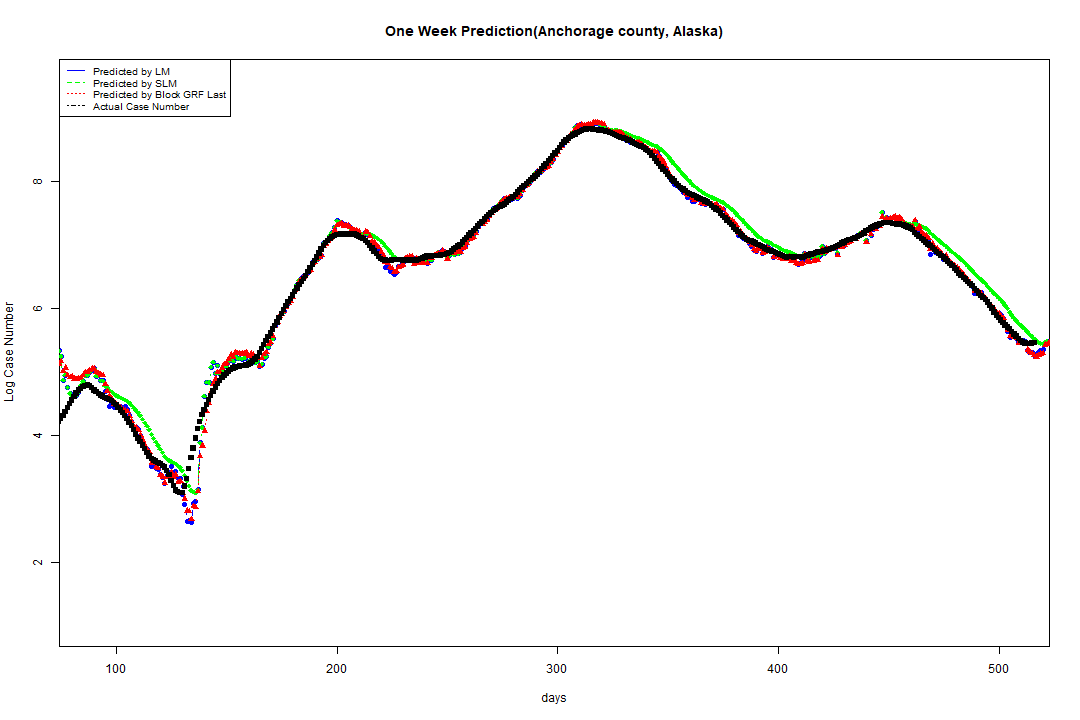 One Week Prediction(Anchorage county, Alaska)
Predicted by LM
Predicted by SLM
Predicted by Block GRF Last
Actual Case Number
8
6
4
2
Log Case Number
100 200 300 400 500
days